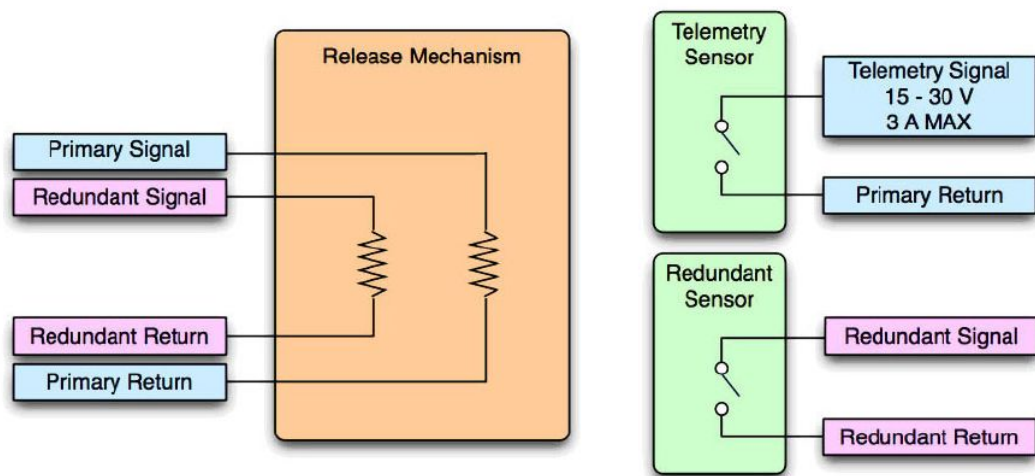 Release Mechanism
Primary Signal
Redundant Signal
Redundant Return
Primary Return
Telemetry
Sensor
Telemetry Signal
15 - 30 V
3 A MAX
Primary Return
Redundant
Sensor
Redundant Signal
Redundant Return